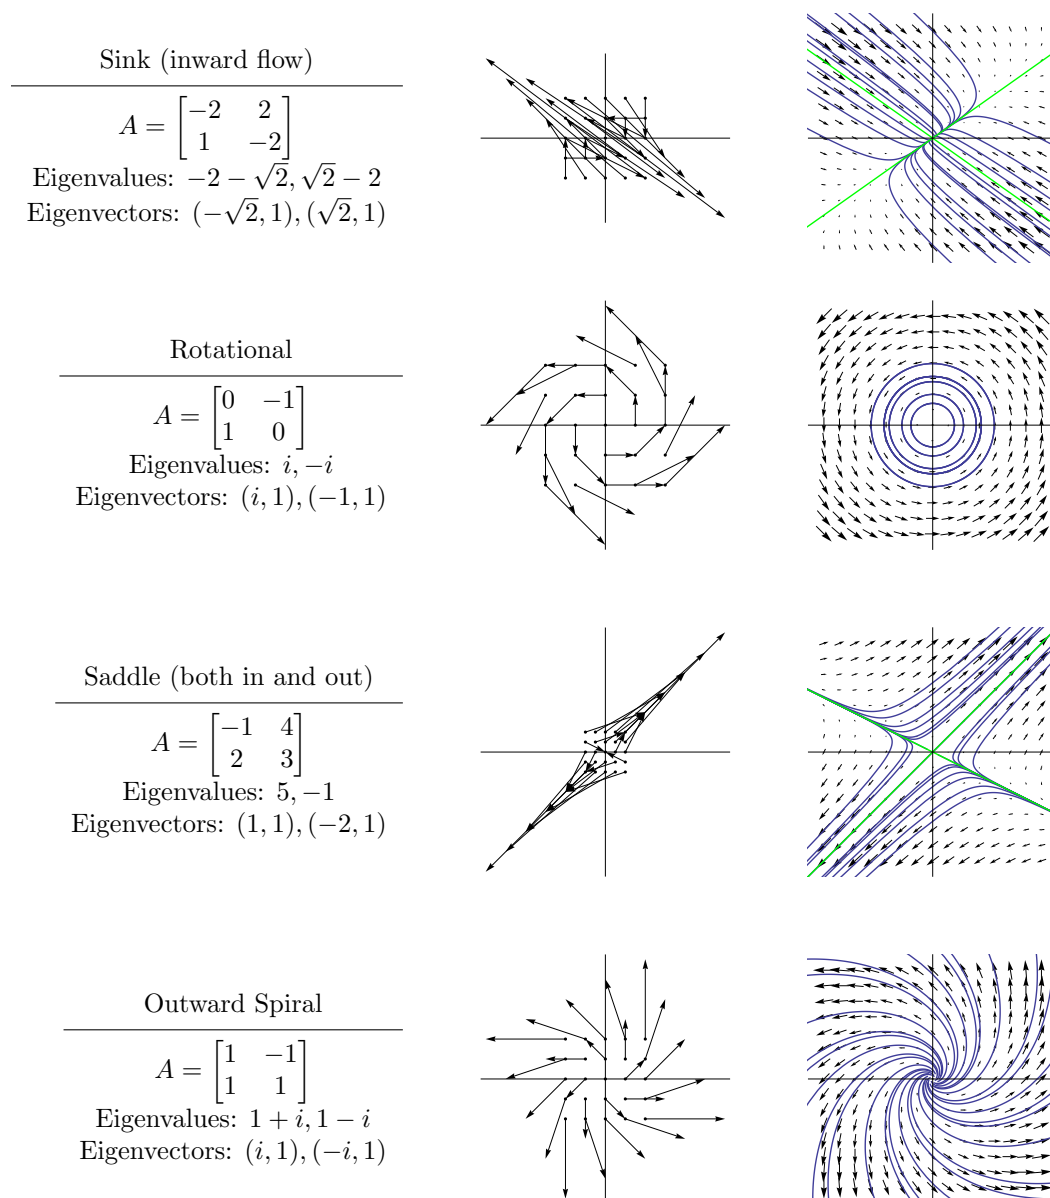 Sink (inward flow)
A = [−2 2; 1 −2]
Eigenvalues: −2 − √2, √2 − 2
Eigenvectors: (−√2, 1), (√2, 1)
Rotational
A = [0 −1; 1 0]
Eigenvalues: i, −i
Eigenvectors: (i, 1), (−1, 1)
Saddle (both in and out)
A = [−1 4; 2 3]
Eigenvalues: 5, −1
Eigenvectors: (1, 1), (−2, 1)
Outward Spiral
A = [1 −1; 1 1]
Eigenvalues: 1 + i, 1 − i
Eigenvectors: (i, 1), (−i, 1)